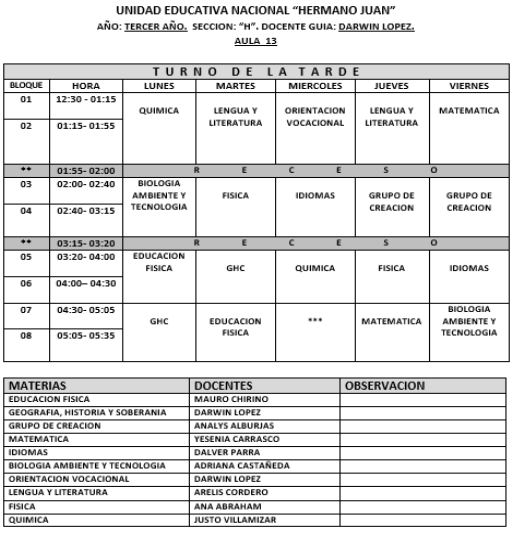 UNIDAD EDUCATIVA NACIONAL “HERMANO JUAN”
AÑO: TERCER AÑO. SECCION: “H”. DOCENTE GUIA: DARWIN LOPEZ.
AULA 13
TURNO DE LA TARDE
BLOQUE HORA LUNES MARTES MIERCOLES JUEVES VIERNES
01 12:30 - 01:15
QUIMICA LENGUA Y LITERATURA ORIENTACION VOCACIONAL LENGUA Y LITERATURA MATEMATICA
02 01:15- 01:55
** 01:55- 02:00 R E C E S O
03 02:00- 02:40
BIOLOGIA AMBIENTE Y TECNOLOGIA FISICA IDIOMAS GRUPO DE CREACION GRUPO DE CREACION
04 02:40- 03:15
** 03:15- 03:20 R E C E S O
05 03:20- 04:00
EDUCACION FISICA GHC QUIMICA FISICA IDIOMAS
06 04:00– 04:30
07 04:30- 05:05
GHC EDUCACION FISICA *** MATEMATICA BIOLOGIA AMBIENTE Y TECNOLOGIA
08 05:05- 05:35
MATERIAS DOCENTES OBSERVACION
EDUCACION FISICA MAURO CHIRINO
GEOGRAFIA, HISTORIA Y SOBERANIA DARWIN LOPEZ
GRUPO DE CREACION ANALYS ALBURJAS
MATEMATICA YESENIA CARRASCO
IDIOMAS DALVER PARRA
BIOLOGIA AMBIENTE Y TECNOLOGIA ADRIANA CASTAÑEDA
ORIENTACION VOCACIONAL DARWIN LOPEZ
LENGUA Y LITERATURA ARELIS CORDERO
FISICA ANA ABRAHAM
QUIMICA JUSTO VILLAMIZAR